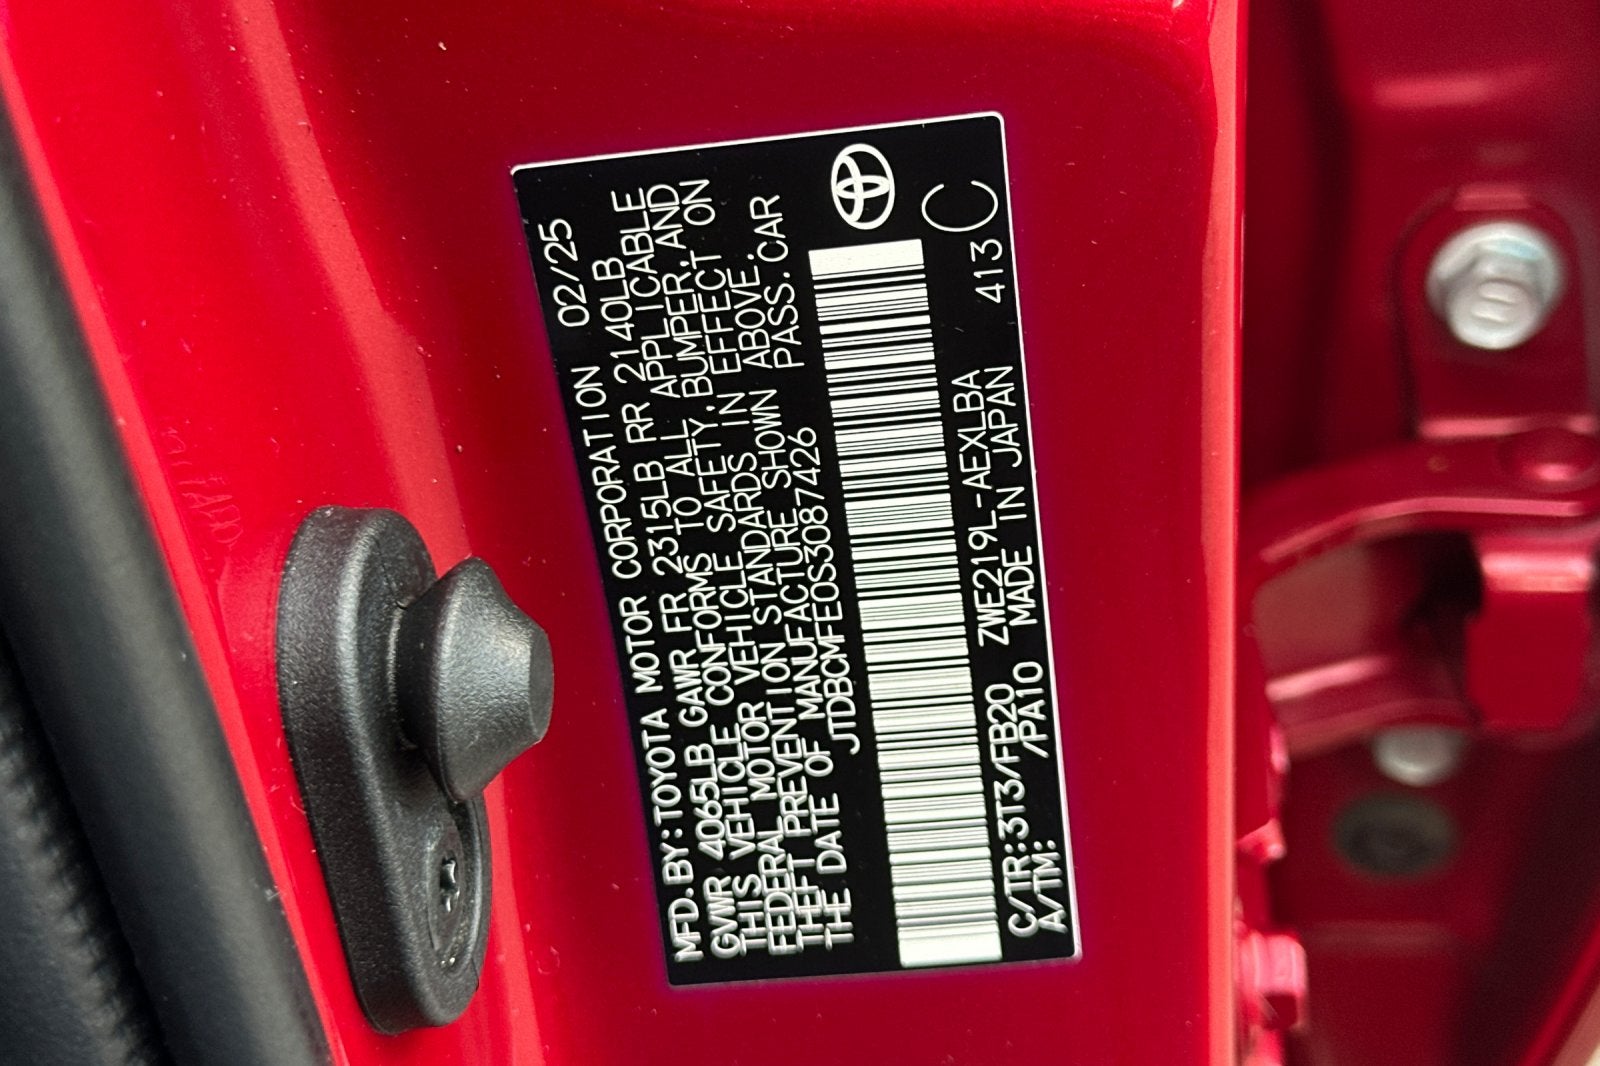 MFD.BY:TOYOTA MOTOR CORPORATION 02/25
GVWR 4065LB GAWR FR 2315LB RR 2140LB
THIS VEHICLE CONFORMS TO ALL APPLICABLE
FEDERAL MOTOR VEHICLE SAFETY, BUMPER, AND
THEFT PREVENTION STANDARDS IN EFFECT ON
THE DATE OF MANUFACTURE SHOWN ABOVE.
JTDBCMFE0S3087426 PASS.CAR
C/TR:3T3/FB20 ZWE219L-AEXLBA 413 C
A/TM: /PA10 MADE IN JAPAN